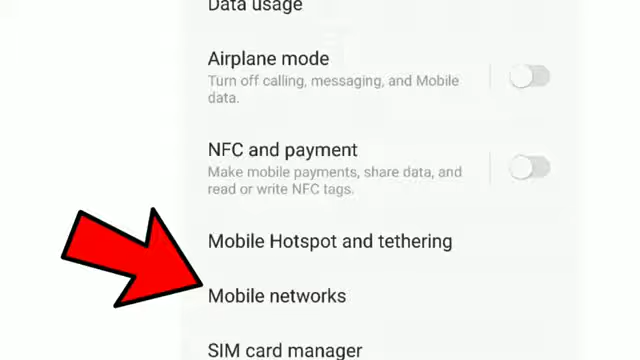 Data usage
Airplane mode
Turn off calling, messaging, and Mobile
data.
NFC and payment
Make mobile payments, share data, and
read or write NFC tags.
Mobile Hotspot and tethering
Mobile networks
SIM card manager